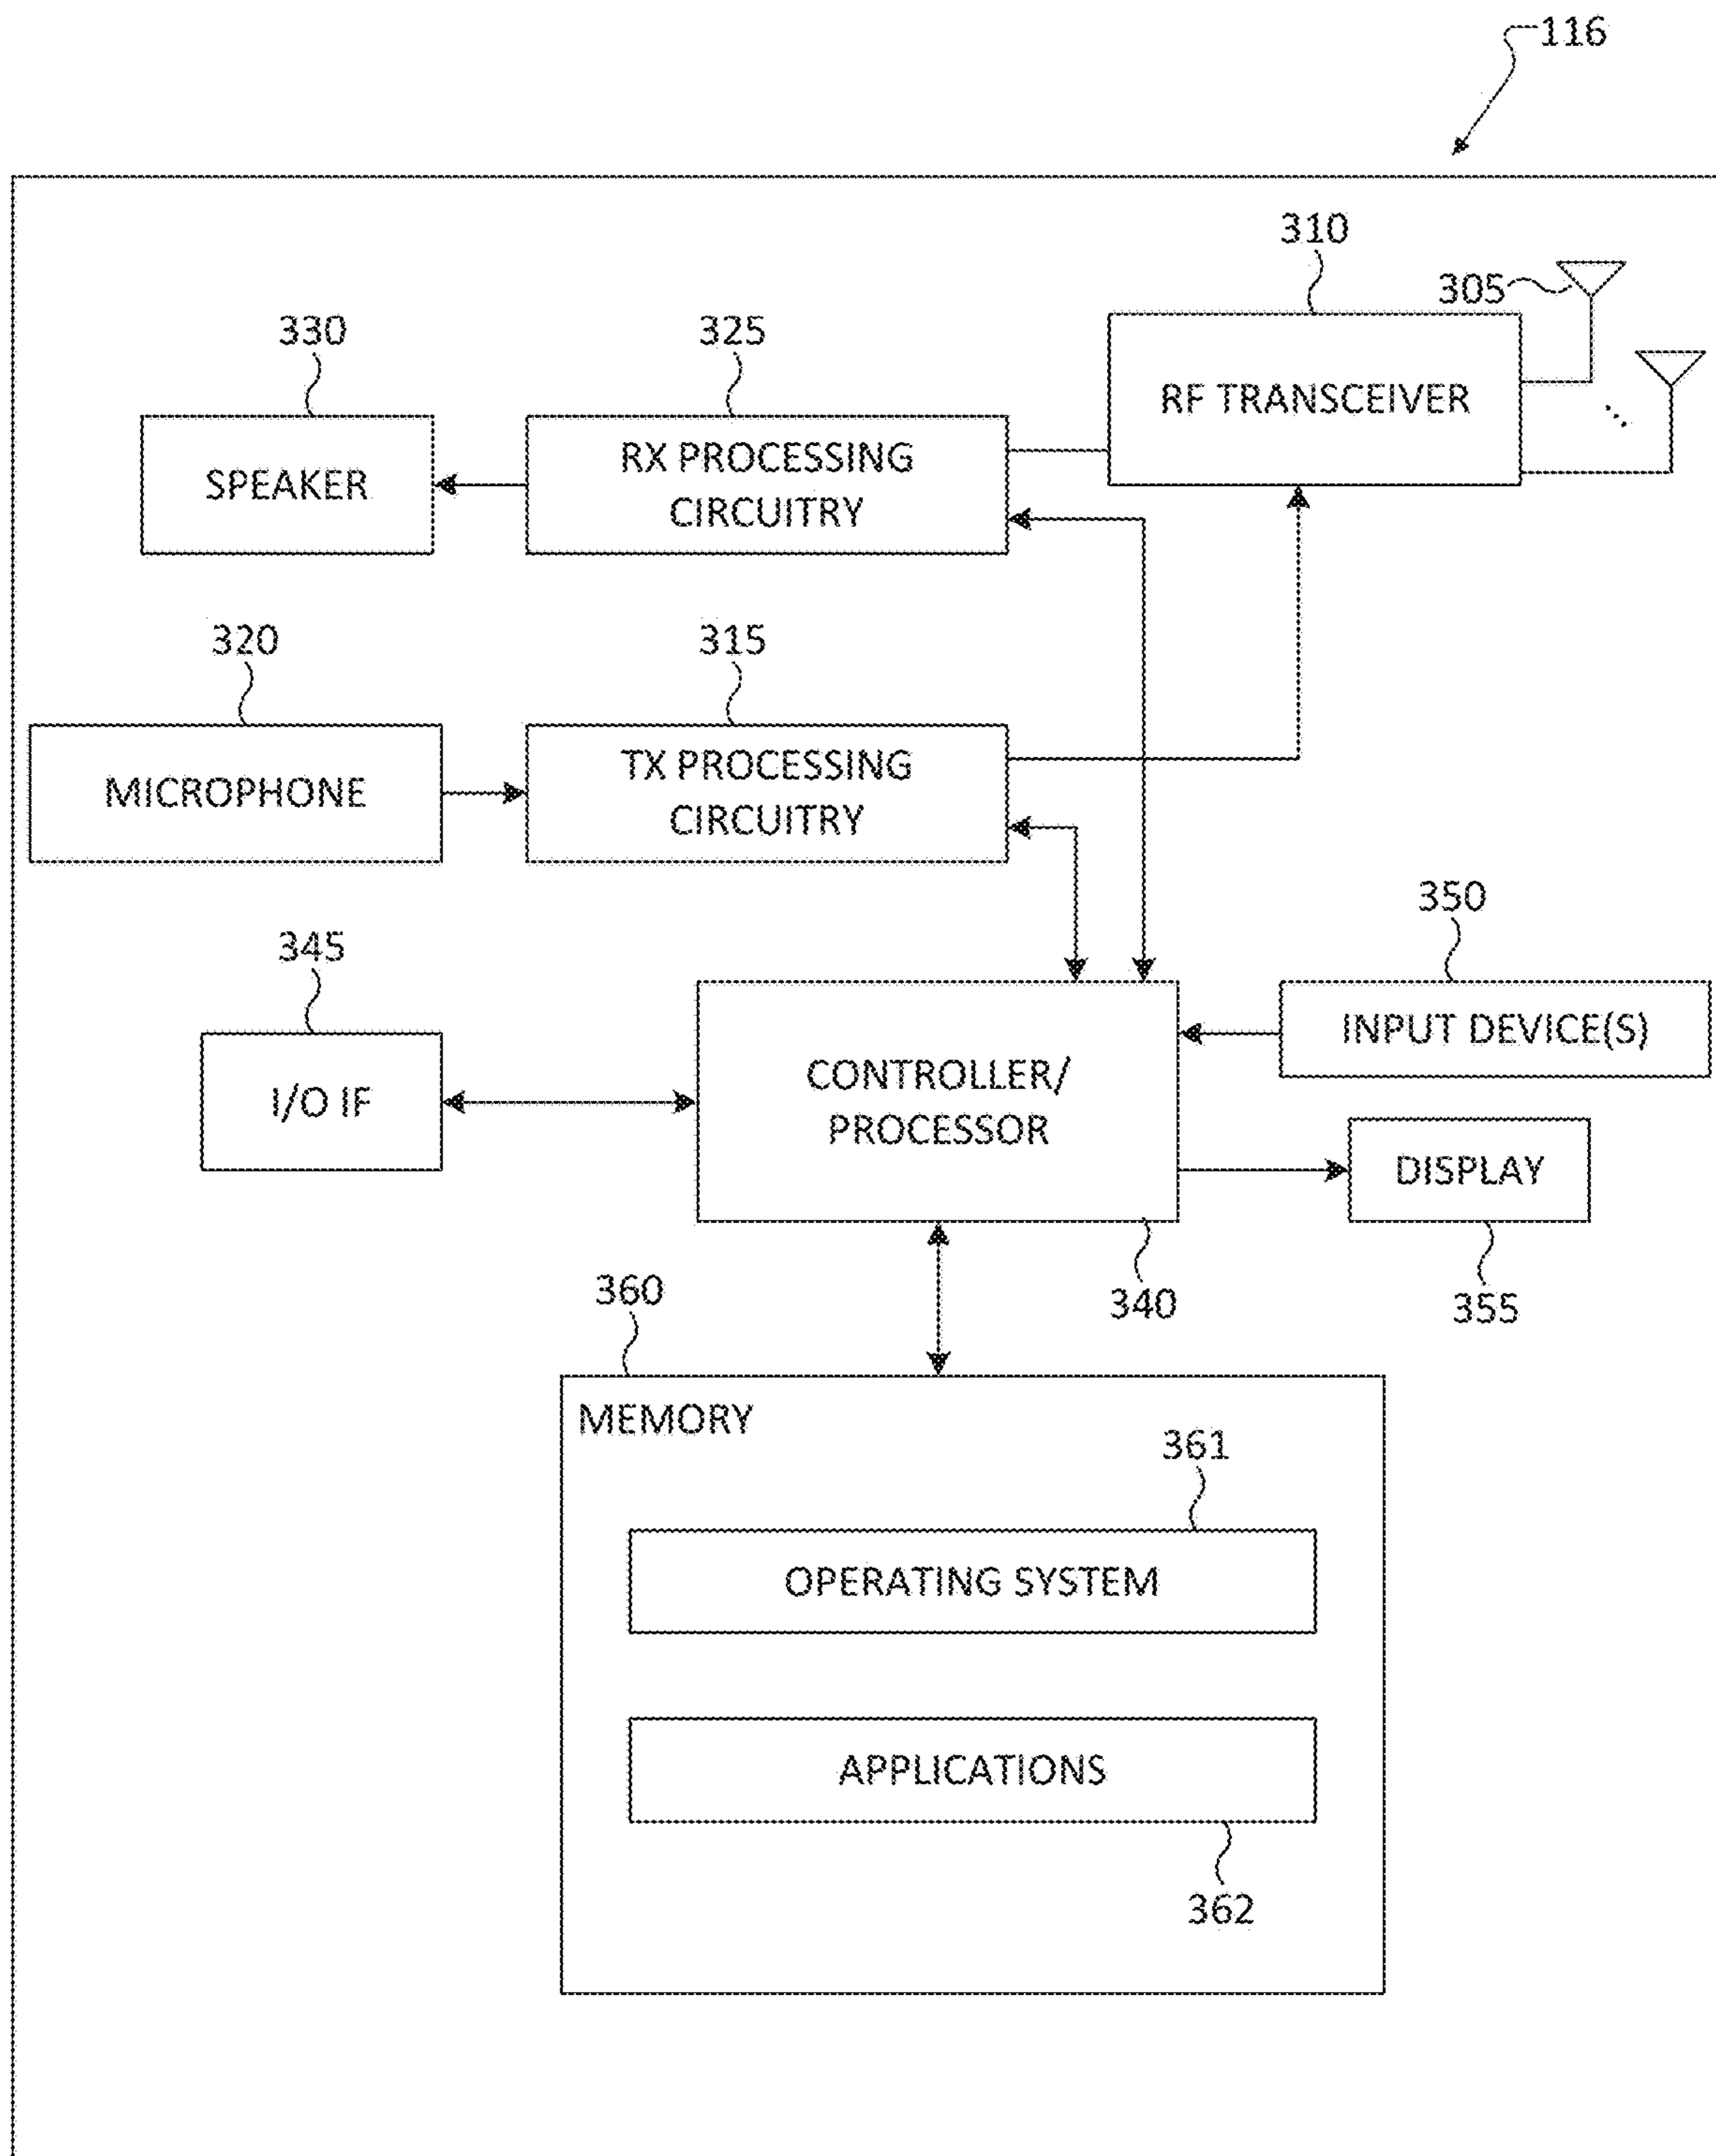 116
310
305
330
325
RF TRANSCEIVER
SPEAKER
RX PROCESSING
CIRCUITRY
320
315
MICROPHONE
TX PROCESSING
CIRCUITRY
350
345
INPUT DEVICE(S)
I/O IF
CONTROLLER/
PROCESSOR
DISPLAY
360
340
355
MEMORY
361
OPERATING SYSTEM
APPLICATIONS
362